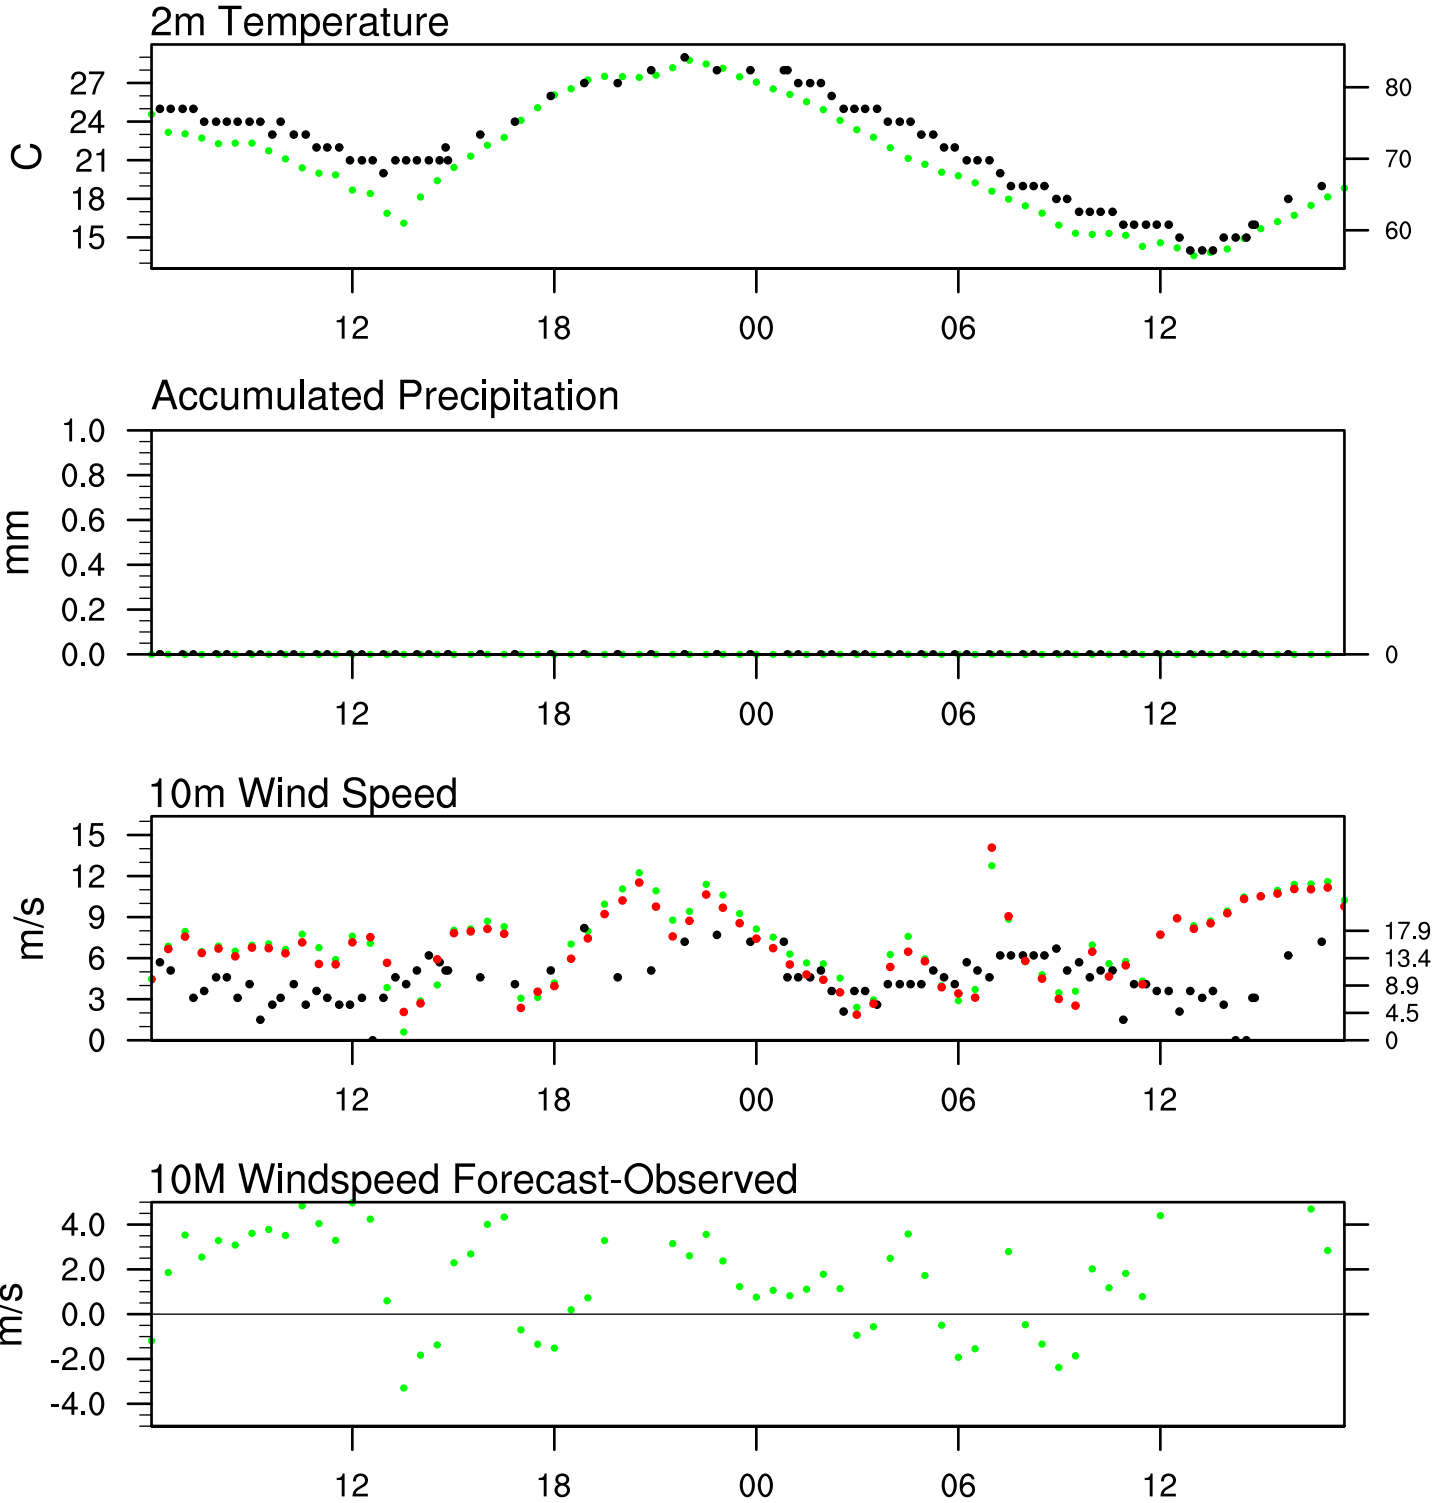 2m Temperature
27
24
21
18
15
C
80
70
60
12 18 00 06 12
Accumulated Precipitation
1.0
0.8
0.6
0.4
0.2
0.0
mm
0
12 18 00 06 12
10m Wind Speed
15
12
9
6
3
0
m/s
17.9
13.4
8.9
4.5
0
12 18 00 06 12
10M Windspeed Forecast-Observed
4.0
2.0
0.0
-2.0
-4.0
m/s
12 18 00 06 12